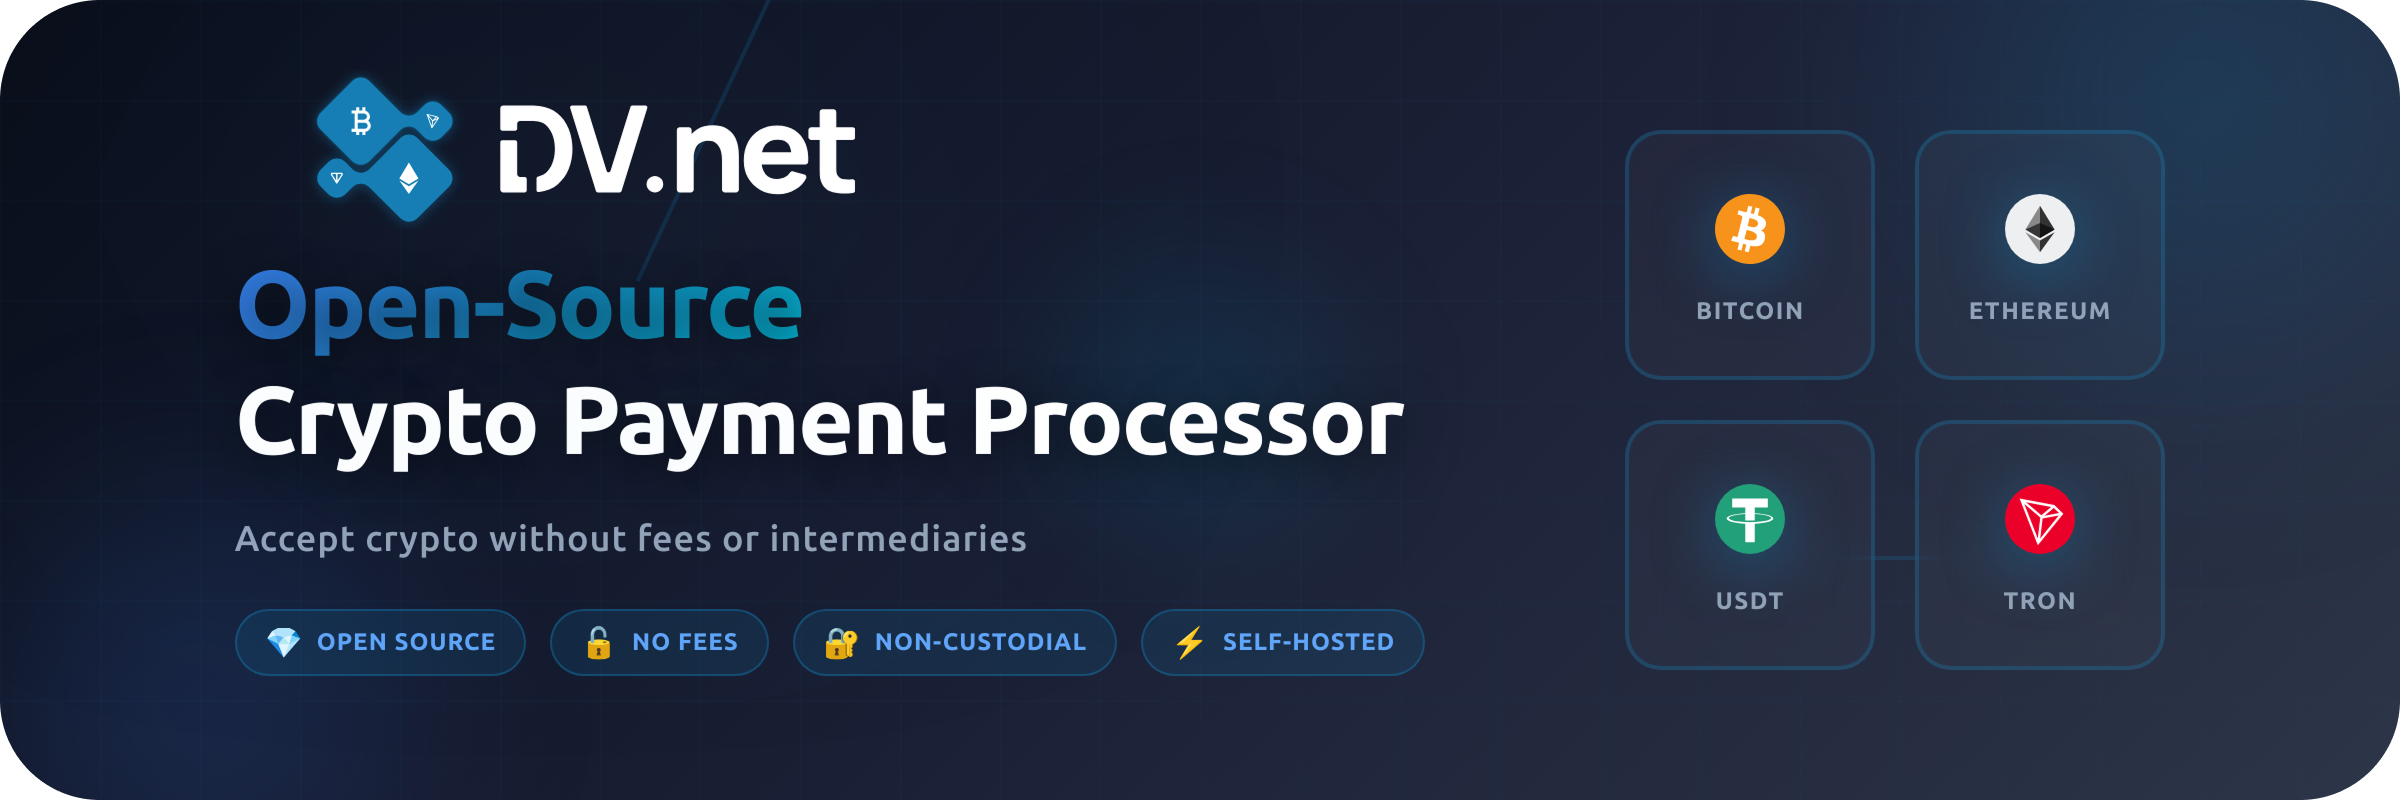 DV.net
Open-Source
Crypto Payment Processor
Accept crypto without fees or intermediaries
OPEN SOURCE
NO FEES
NON-CUSTODIAL
SELF-HOSTED
BITCOIN
ETHEREUM
USDT
TRON